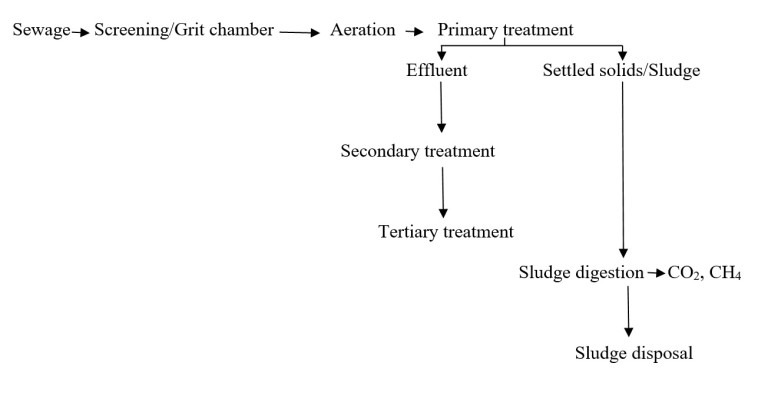 Sewage Screening/Grit chamber Aeration Primary treatment
Effluent Settled solids/Sludge
Secondary treatment
Tertiary treatment
Sludge digestion CO₂, CH₄
Sludge disposal